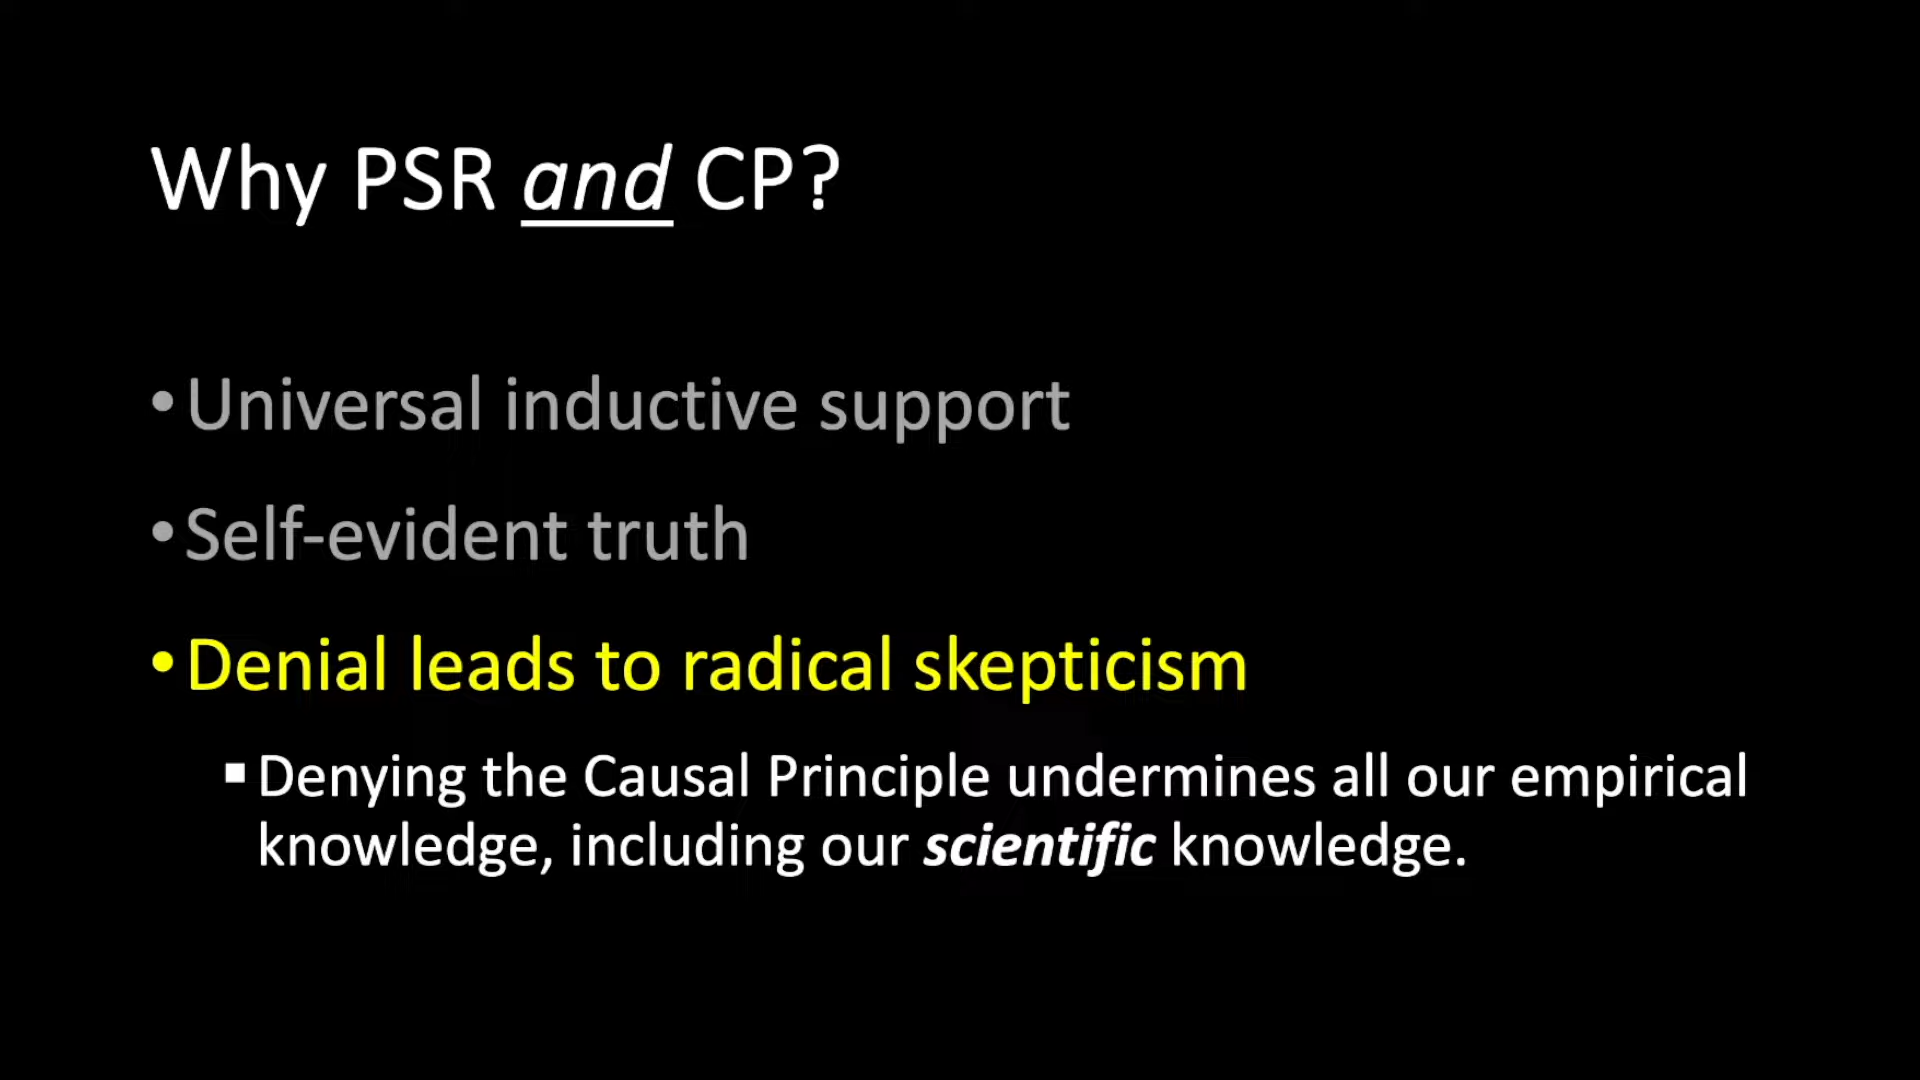 Why PSR and CP?
•Universal inductive support
•Self-evident truth
•Denial leads to radical skepticism
▪Denying the Causal Principle undermines all our empirical
knowledge, including our scientific knowledge.